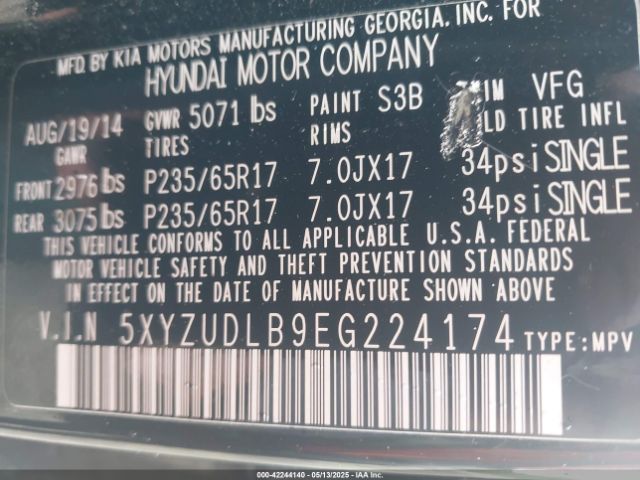 MFD. BY KIA MOTORS MANUFACTURING GEORGIA. INC. FOR
HYUNDAI MOTOR COMPANY
AUG/19/14 GVWR 5071 lbs PAINT S3B IM VFG
GAWR TIRES RIMS LD TIRE INFL
FRONT 2976 lbs P235/65R17 7.0JX17 34psi SINGLE
REAR 3075 lbs P235/65R17 7.0JX17 34psi SINGLE
THIS VEHICLE CONFORMS TO ALL APPLICABLE U.S.A. FEDERAL
MOTOR VEHICLE SAFETY AND THEFT PREVENTION STANDARDS
IN EFFECT ON THE DATE OF MANUFACTURE SHOWN ABOVE
V.I.N 5XYZUDLB9EG224174 TYPE:MPV
000-42244140 - 05/13/2025 - IAAI.com